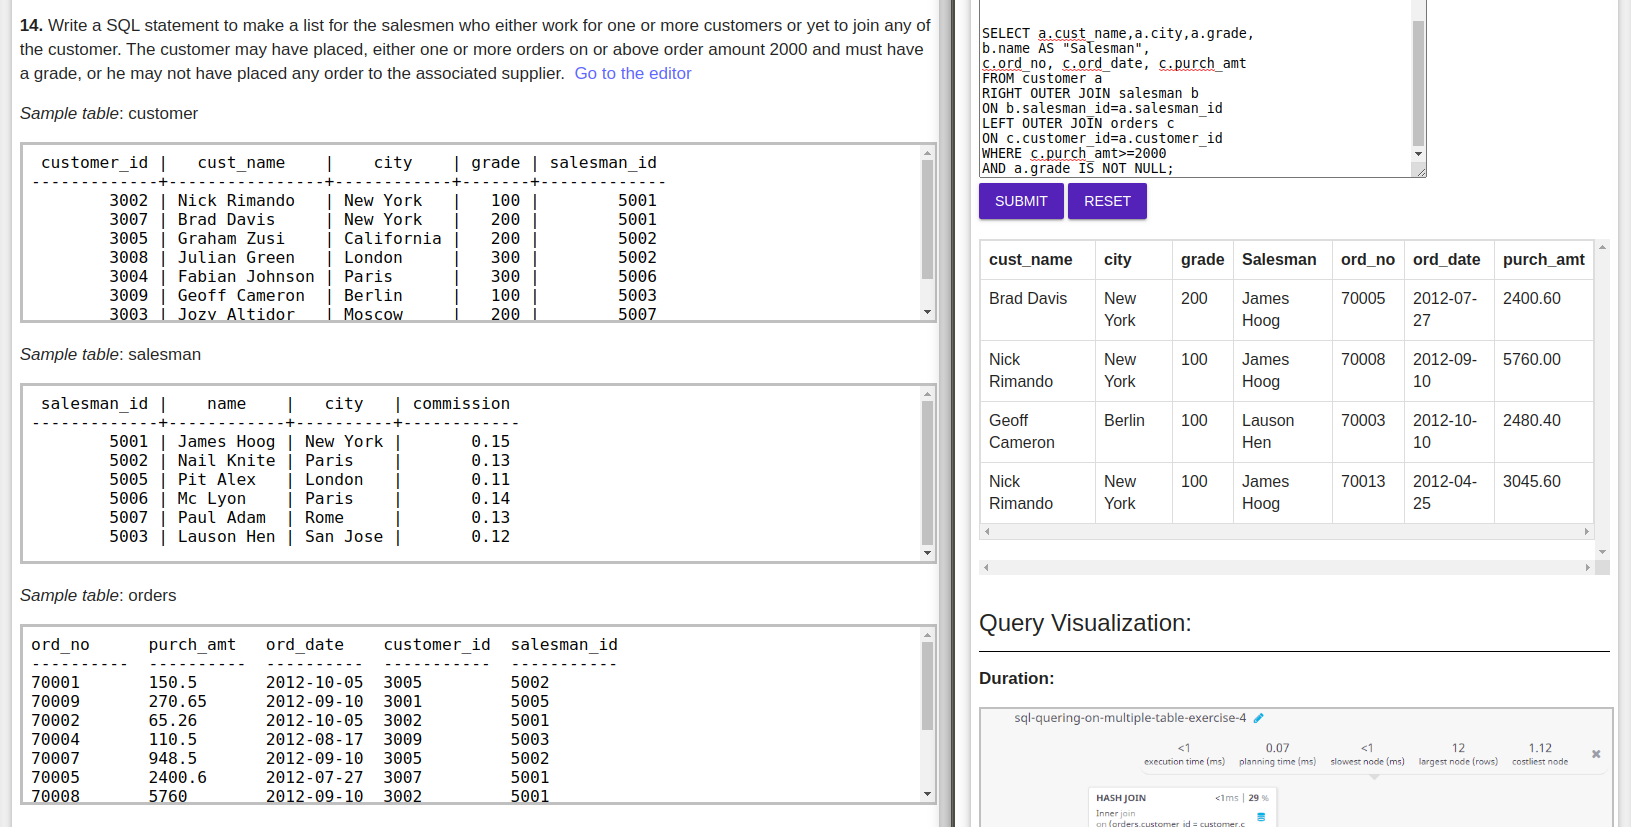 14. Write a SQL statement to make a list for the salesmen who either work for one or more customers or yet to join any of
the customer. The customer may have placed, either one or more orders on or above order amount 2000 and must have
a grade, or he may not have placed any order to the associated supplier.  Go to the editor
Sample table: customer
customer_id |   cust_name    |    city    | grade | salesman_id
-------------+----------------+------------+-------+-------------
3002 | Nick Rimando   | New York   |   100 |        5001
3007 | Brad Davis     | New York   |   200 |        5001
3005 | Graham Zusi    | California |   200 |        5002
3008 | Julian Green   | London     |   300 |        5002
3004 | Fabian Johnson | Paris      |   300 |        5006
3009 | Geoff Cameron  | Berlin     |   100 |        5003
3003 | Jozy Altidor   | Moscow     |   200 |        5007
Sample table: salesman
salesman_id |    name    |   city   | commission
-------------+------------+----------+------------
5001 | James Hoog | New York |       0.15
5002 | Nail Knite | Paris    |       0.13
5005 | Pit Alex   | London   |       0.11
5006 | Mc Lyon    | Paris    |       0.14
5007 | Paul Adam  | Rome     |       0.13
5003 | Lauson Hen | San Jose |       0.12
Sample table: orders
ord_no      purch_amt   ord_date    customer_id  salesman_id
----------  ----------  ----------  -----------  -----------
70001       150.5       2012-10-05  3005         5002
70009       270.65      2012-09-10  3001         5005
70002       65.26       2012-10-05  3002         5001
70004       110.5       2012-08-17  3009         5003
70007       948.5       2012-09-10  3005         5002
70005       2400.6      2012-07-27  3007         5001
70008       5760        2012-09-10  3002         5001
SELECT a.cust_name,a.city,a.grade,
b.name AS "Salesman",
c.ord_no, c.ord_date, c.purch_amt
FROM customer a
RIGHT OUTER JOIN salesman b
ON b.salesman_id=a.salesman_id
LEFT OUTER JOIN orders c
ON c.customer_id=a.customer_id
WHERE c.purch_amt>=2000
AND a.grade IS NOT NULL;
SUBMIT RESET
cust_name city grade Salesman ord_no ord_date purch_amt
Brad Davis New 200 James 70005 2012-07- 2400.60
York Hoog 27
Nick New 100 James 70008 2012-09- 5760.00
Rimando York Hoog 10
Geoff Berlin 100 Lauson 70003 2012-10- 2480.40
Cameron Hen 10
Nick New 100 James 70013 2012-04- 3045.60
Rimando York Hoog 25
Query Visualization:
Duration:
sql-quering-on-multiple-table-exercise-4
<1 0.07 <1 12 1.12
execution time (ms) planning time (ms) slowest node (ms) largest node (rows) costliest node
HASH JOIN <1ms | 29 %
Inner join
on (orders.customer_id = customer.c